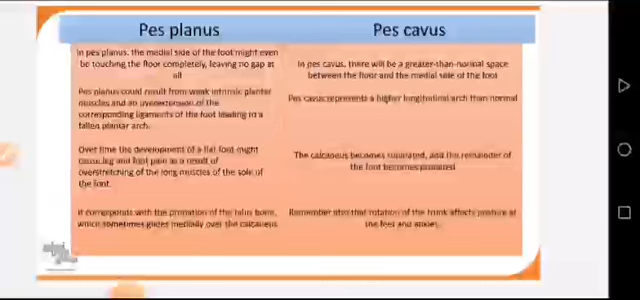 Pes planus
Pes cavus
In pes planus, the medial side of the foot might even
be touching the floor completely, leaving no gap at
all
In pes cavus, there will be a greater-than-normal space
between the floor and the medial side of the foot
Pes planus could result from weak intrinsic plantar
muscles and an overextension of the
corresponding ligaments of the foot leading to a
fallen plantar arch.
Pes cavus represents a higher longitudinal arch than normal
Over time the development of a flat foot might
cause leg and foot pain as a result of
overstretching of the long muscles of the sole of
the foot.
The calcaneus becomes supinated, and the remainder of
the foot becomes pronated
It corresponds with the pronation of the talus bone,
which sometimes glides medially over the calcaneus
Remember also that rotation of the trunk affects posture at
the feet and ankles.